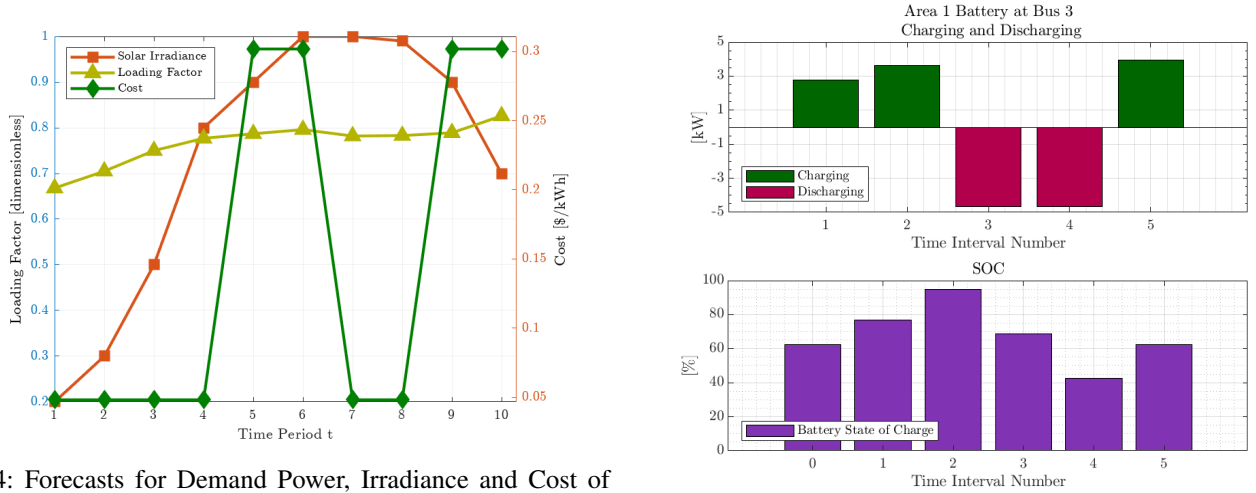 1
0.9
0.8
0.7
0.6
0.5
0.4
0.3
0.2
Loading Factor [dimensionless]
Solar Irradiance
Loading Factor
Cost
0.3
0.25
0.2
0.15
0.1
0.05
Cost [$/kWh]
1 2 3 4 5 6 7 8 9 10
Time Period t
4: Forecasts for Demand Power, Irradiance and Cost of
Area 1 Battery at Bus 3
Charging and Discharging
5
3
1
-1
-3
-5
[kW]
Charging
Discharging
1 2 3 4 5
Time Interval Number
SOC
100
80
60
40
20
0
[%]
Battery State of Charge
0 1 2 3 4 5
Time Interval Number